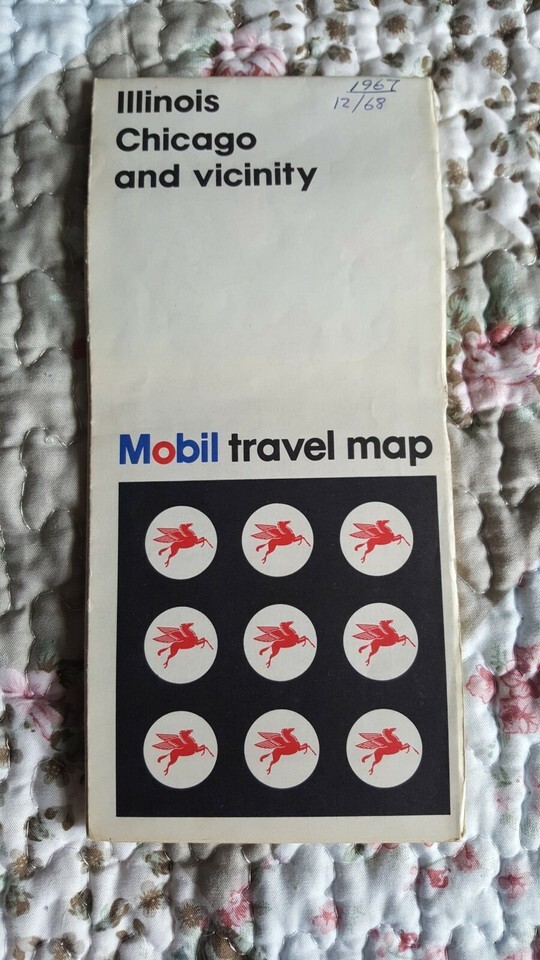 Illinois
Chicago
and vicinity
1967
12/68
Mobil travel map